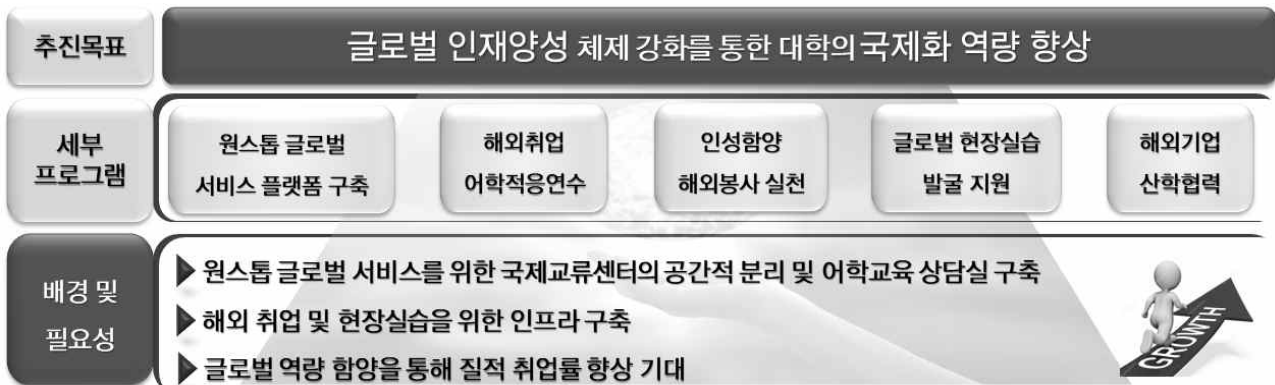 추진목표
글로벌 인재양성 체제 강화를 통한 대학의 국제화 역량 향상
세부
프로그램
원스톱 글로벌
서비스 플랫폼 구축
해외취업
어학적응연수
인성함양
해외봉사 실천
글로벌 현장실습
발굴 지원
해외기업
산학협력
배경 및
필요성
원스톱 글로벌 서비스를 위한 국제교류센터의 공간적 분리 및 어학교육 상담실 구축
해외 취업 및 현장실습을 위한 인프라 구축
글로벌 역량 함양을 통해 질적 취업률 향상 기대
GROWTH